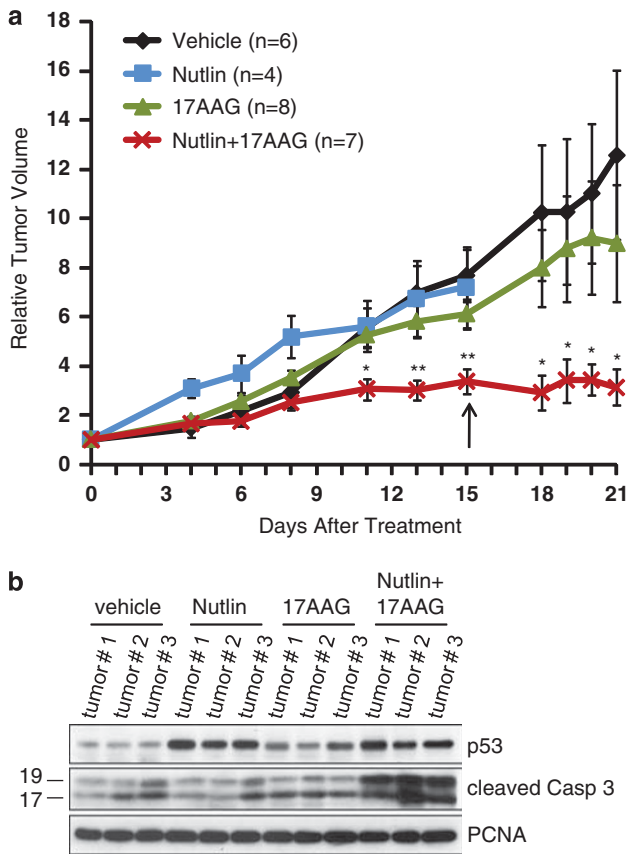 a
18
16
14
12
10
8
6
4
2
0
Relative Tumor Volume
Vehicle (n=6)
Nutlin (n=4)
17AAG (n=8)
Nutlin+17AAG (n=7)
* ** ** * * * *
0 3 6 9 12 15 18 21
Days After Treatment
b
vehicle Nutlin 17AAG Nutlin+ 17AAG
tumor # 1 tumor # 2 tumor # 3 tumor # 1 tumor # 2 tumor # 3 tumor # 1 tumor # 2 tumor # 3 tumor # 1 tumor # 2 tumor # 3
p53
19
17
cleaved Casp 3
PCNA